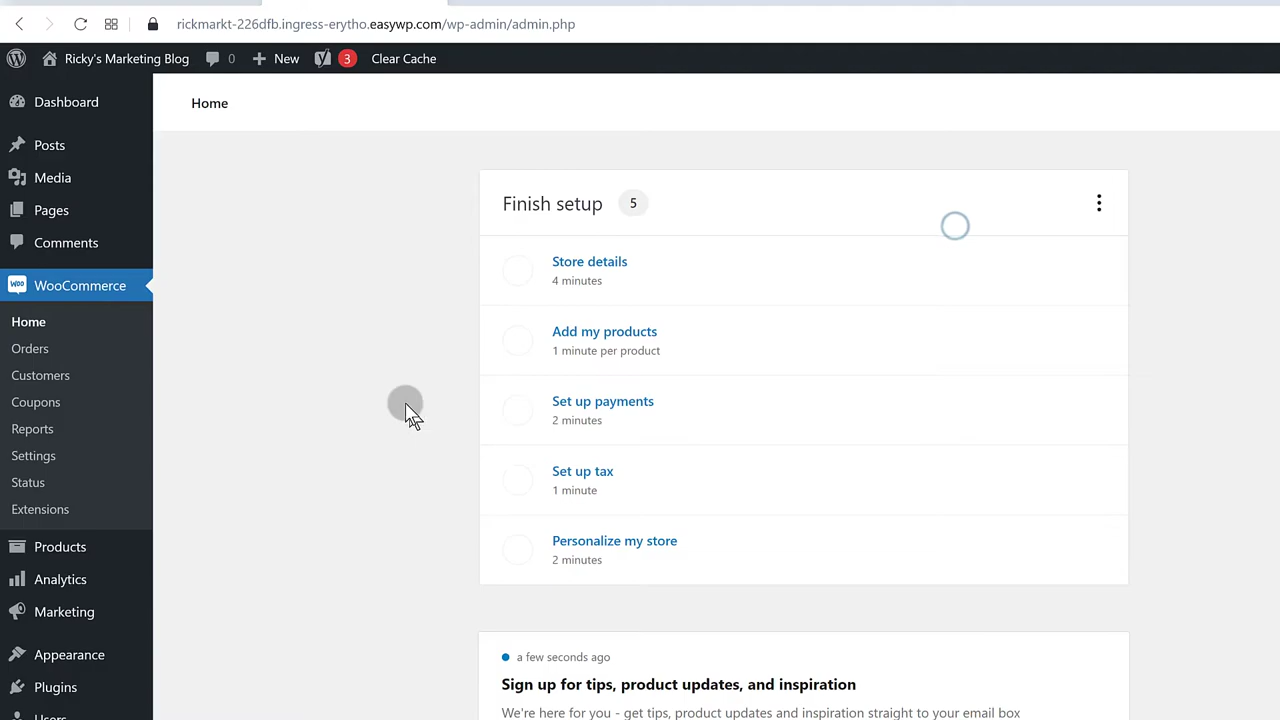 rickmarkt-226dfb.ingress-erytho.easywp.com/wp-admin/admin.php
Ricky's Marketing Blog
0
New
3
Clear Cache
Dashboard
Posts
Media
Pages
Comments
WooCommerce
Home
Orders
Customers
Coupons
Reports
Settings
Status
Extensions
Products
Analytics
Marketing
Appearance
Plugins
Users
Home
Finish setup 5
Store details
4 minutes
Add my products
1 minute per product
Set up payments
2 minutes
Set up tax
1 minute
Personalize my store
2 minutes
a few seconds ago
Sign up for tips, product updates, and inspiration
We're here for you - get tips, product updates and inspiration straight to your email box